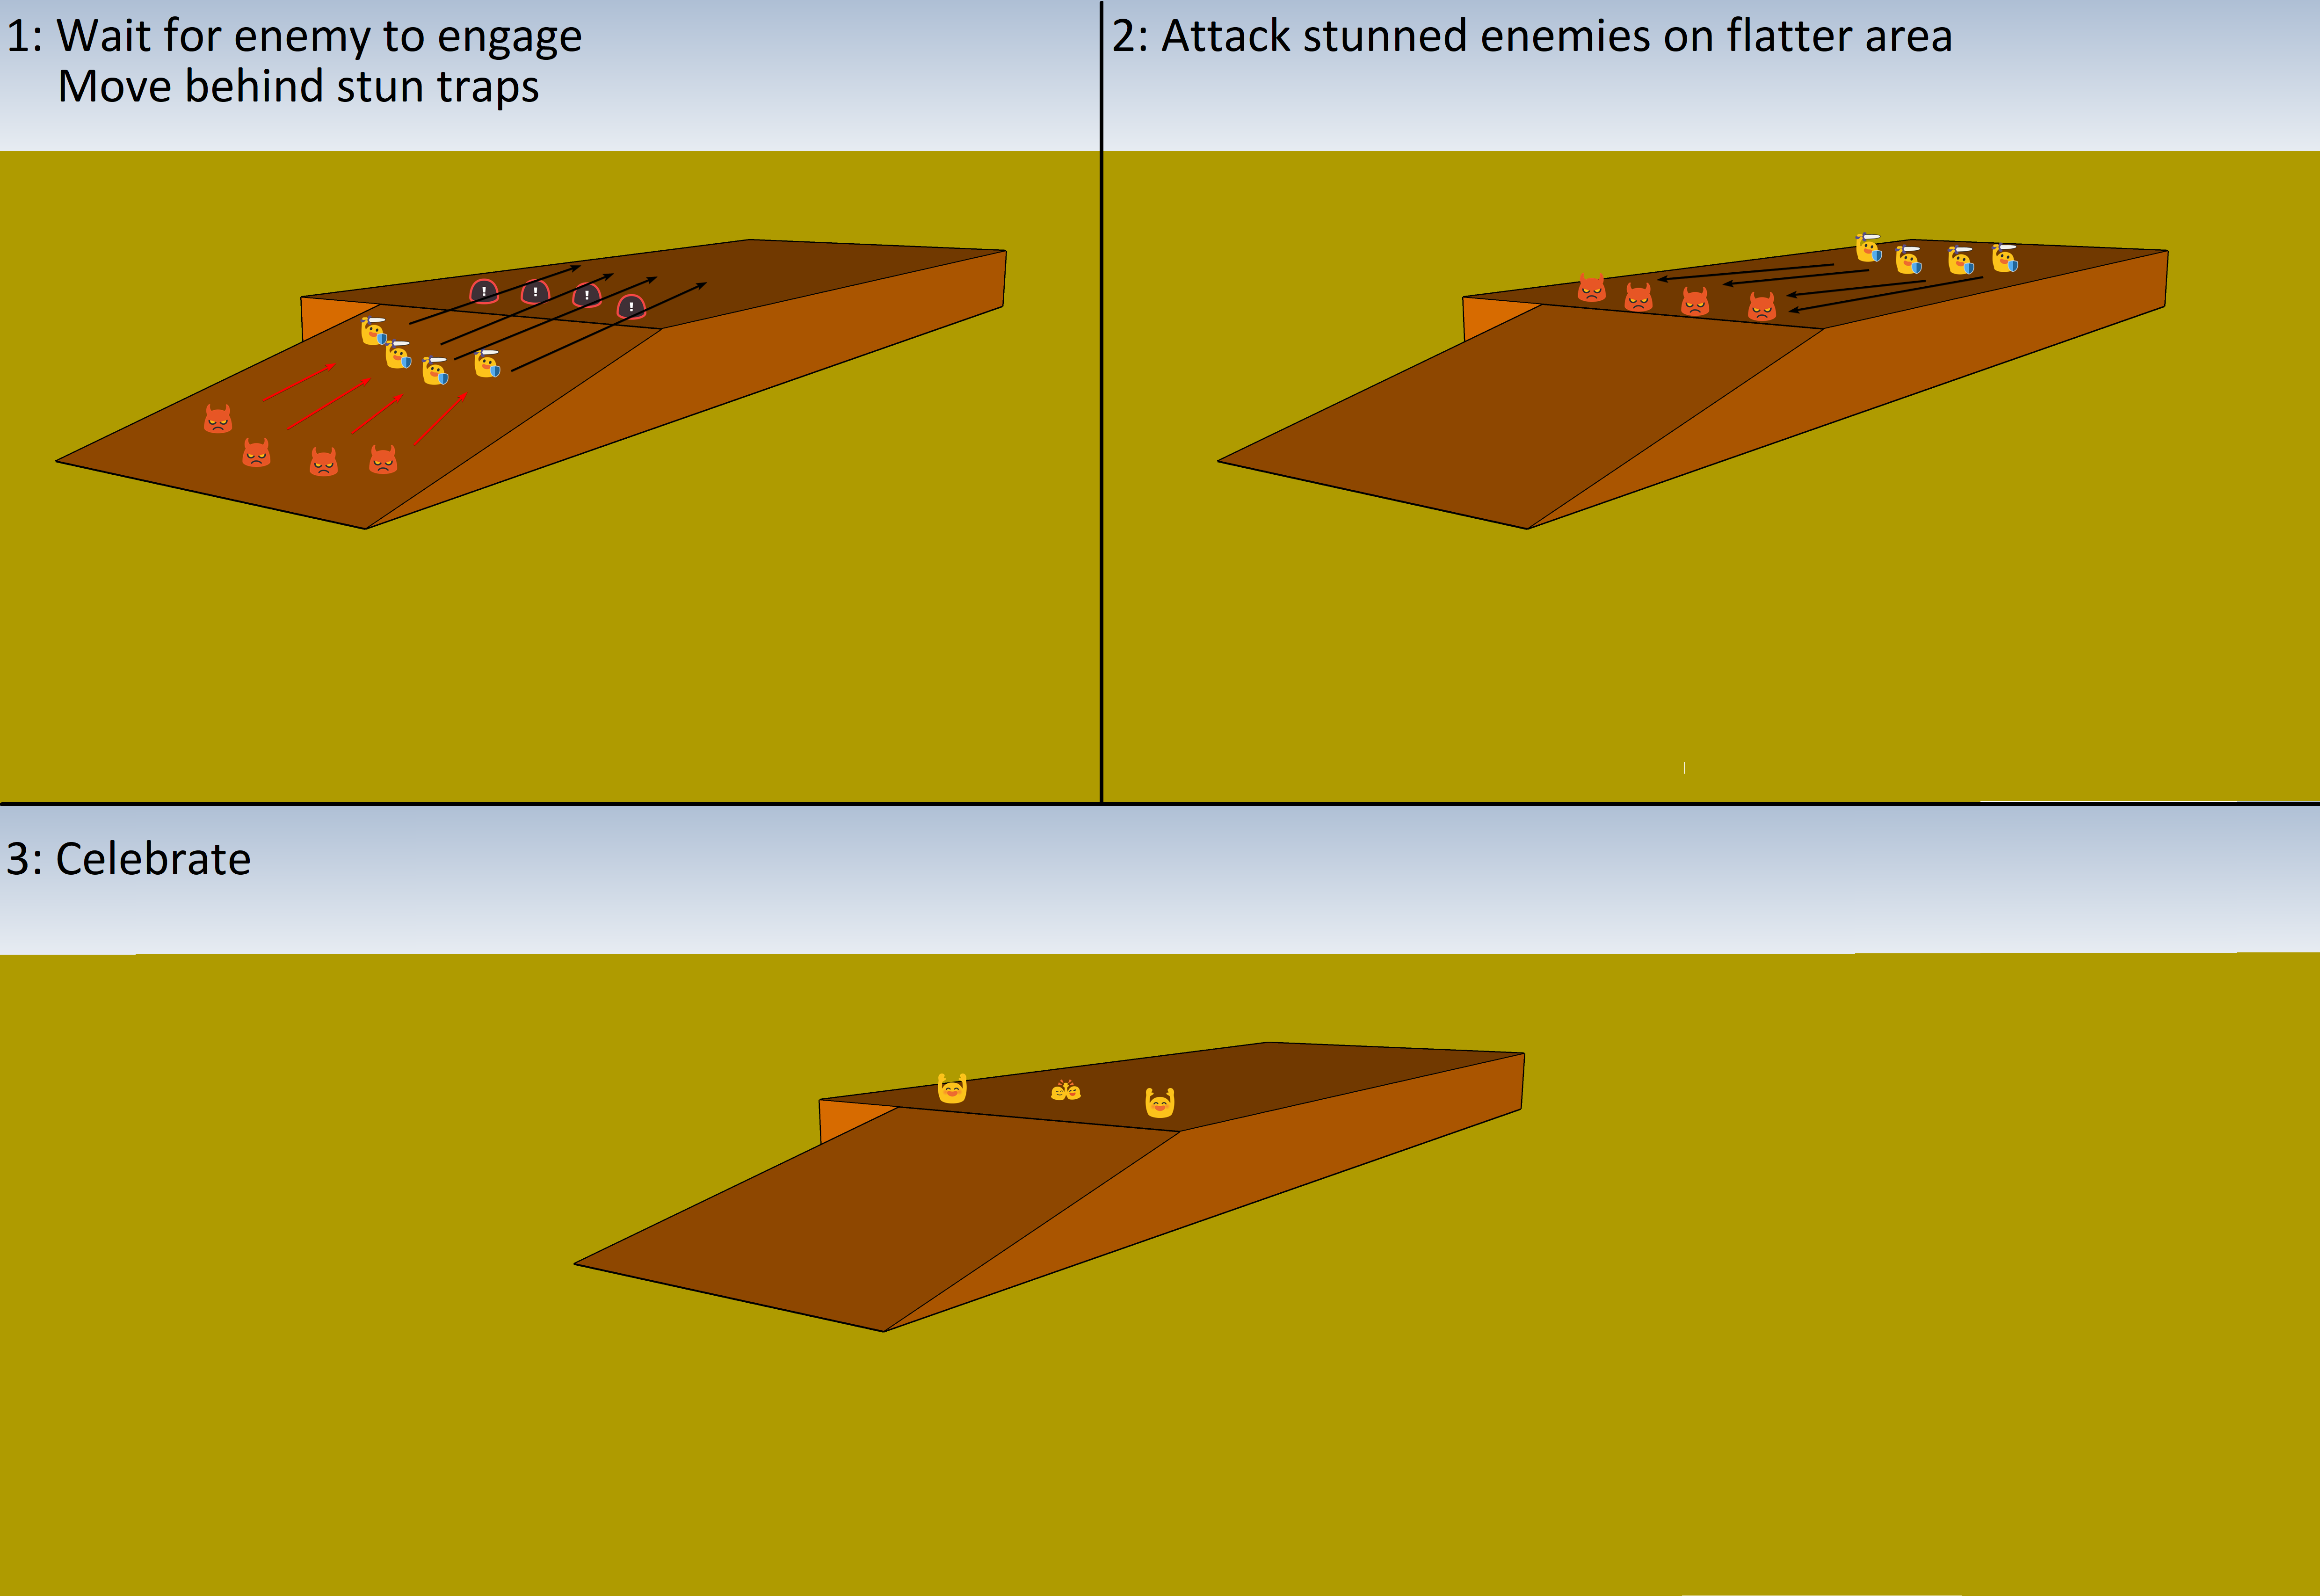 1: Wait for enemy to engage
Move behind stun traps
2: Attack stunned enemies on flatter area
!
!
!
!
3: Celebrate